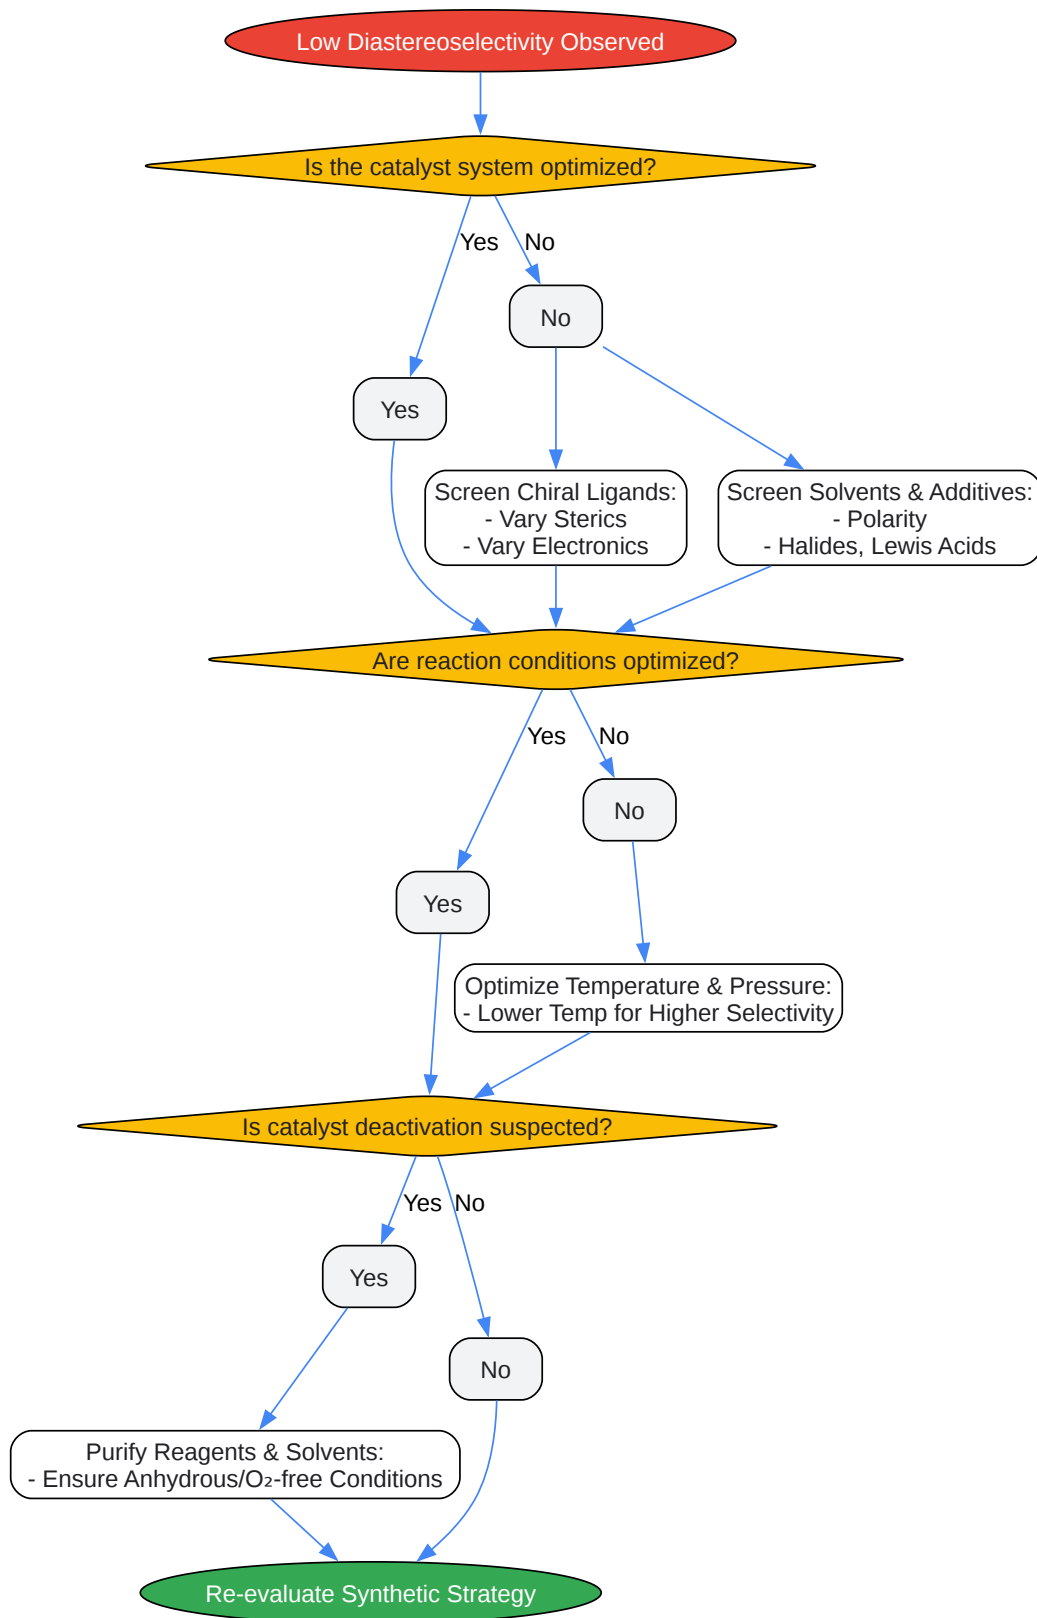 Low Diastereoselectivity Observed
Is the catalyst system optimized?
Yes
No
No
Yes
Screen Chiral Ligands:
- Vary Sterics
- Vary Electronics
Screen Solvents & Additives:
- Polarity
- Halides, Lewis Acids
Are reaction conditions optimized?
Yes
No
No
Yes
Optimize Temperature & Pressure:
- Lower Temp for Higher Selectivity
Is catalyst deactivation suspected?
Yes
No
Yes
No
Purify Reagents & Solvents:
- Ensure Anhydrous/O₂-free Conditions
Re-evaluate Synthetic Strategy